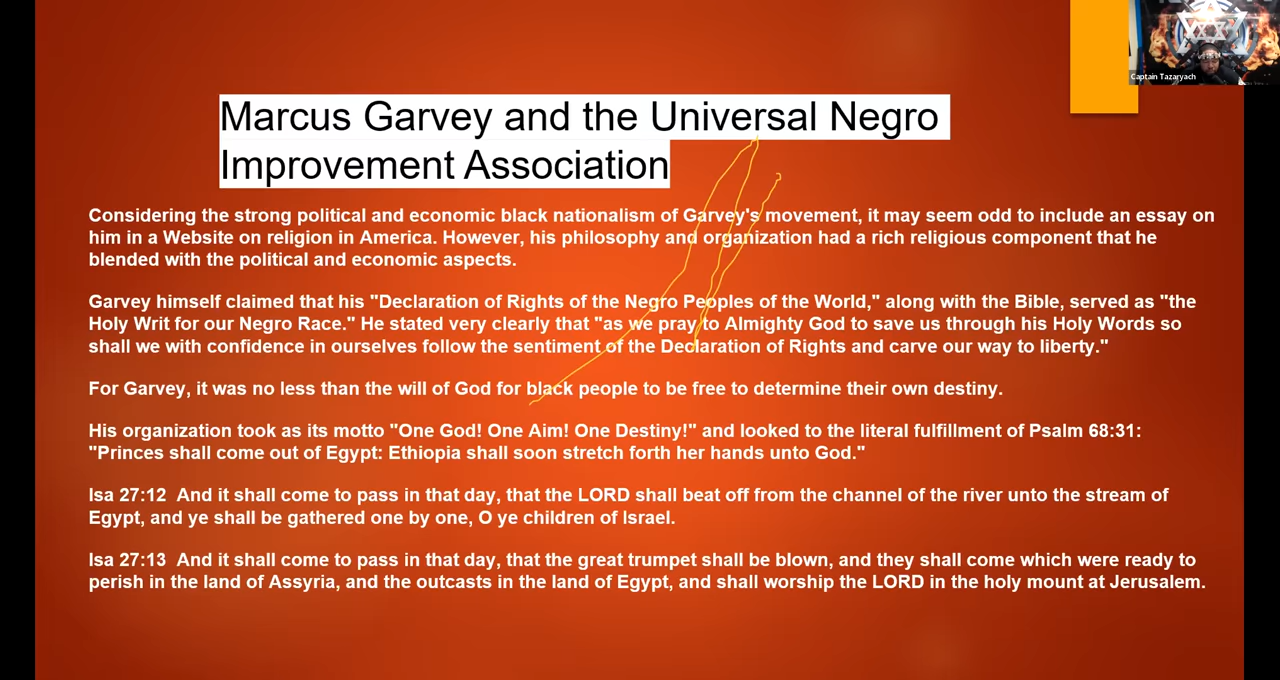 Captain Tazaryach
Marcus Garvey and the Universal Negro
Improvement Association
Considering the strong political and economic black nationalism of Garvey's movement, it may seem odd to include an essay on
him in a Website on religion in America. However, his philosophy and organization had a rich religious component that he
blended with the political and economic aspects.
Garvey himself claimed that his "Declaration of Rights of the Negro Peoples of the World," along with the Bible, served as "the
Holy Writ for our Negro Race." He stated very clearly that "as we pray to Almighty God to save us through his Holy Words so
shall we with confidence in ourselves follow the sentiment of the Declaration of Rights and carve our way to liberty."
For Garvey, it was no less than the will of God for black people to be free to determine their own destiny.
His organization took as its motto "One God! One Aim! One Destiny!" and looked to the literal fulfillment of Psalm 68:31:
"Princes shall come out of Egypt: Ethiopia shall soon stretch forth her hands unto God."
Isa 27:12  And it shall come to pass in that day, that the LORD shall beat off from the channel of the river unto the stream of
Egypt, and ye shall be gathered one by one, O ye children of Israel.
Isa 27:13  And it shall come to pass in that day, that the great trumpet shall be blown, and they shall come which were ready to
perish in the land of Assyria, and the outcasts in the land of Egypt, and shall worship the LORD in the holy mount at Jerusalem.